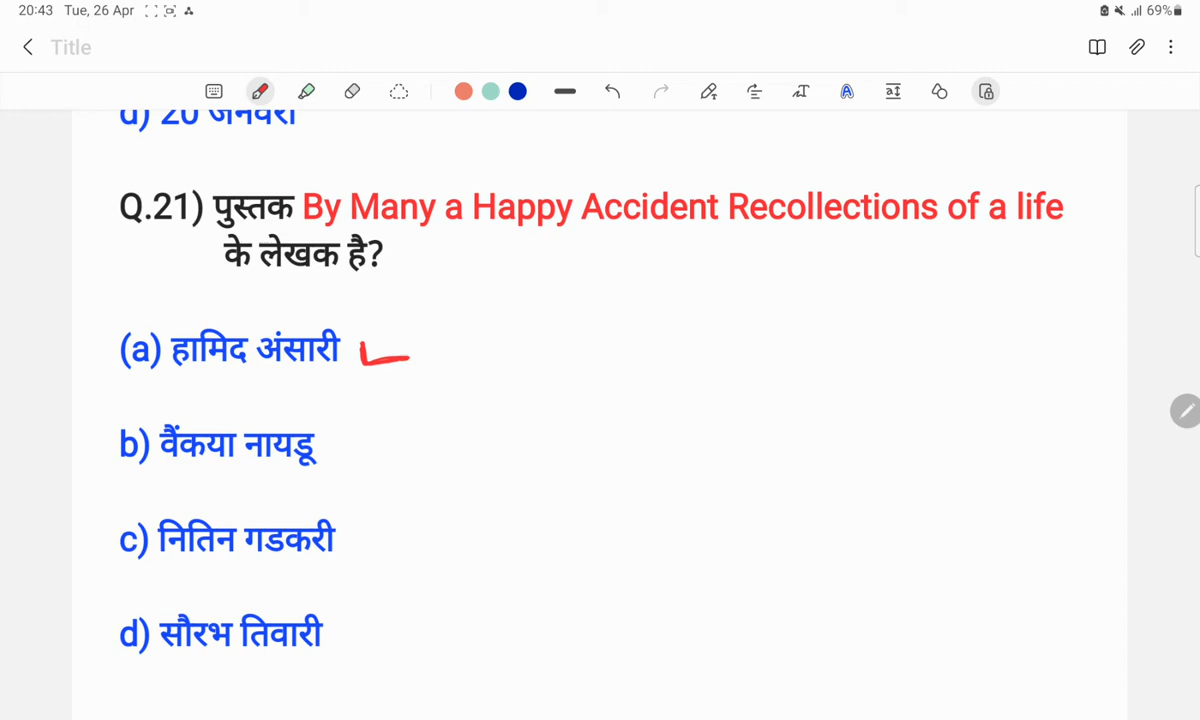 20:43 Tue, 26 Apr 69%
Title
d) 20 जनवरी
Q.21) पुस्तक By Many a Happy Accident Recollections of a life
के लेखक है?
(a) हामिद अंसारी
b) वैंकया नायडू
c) नितिन गडकरी
d) सौरभ तिवारी